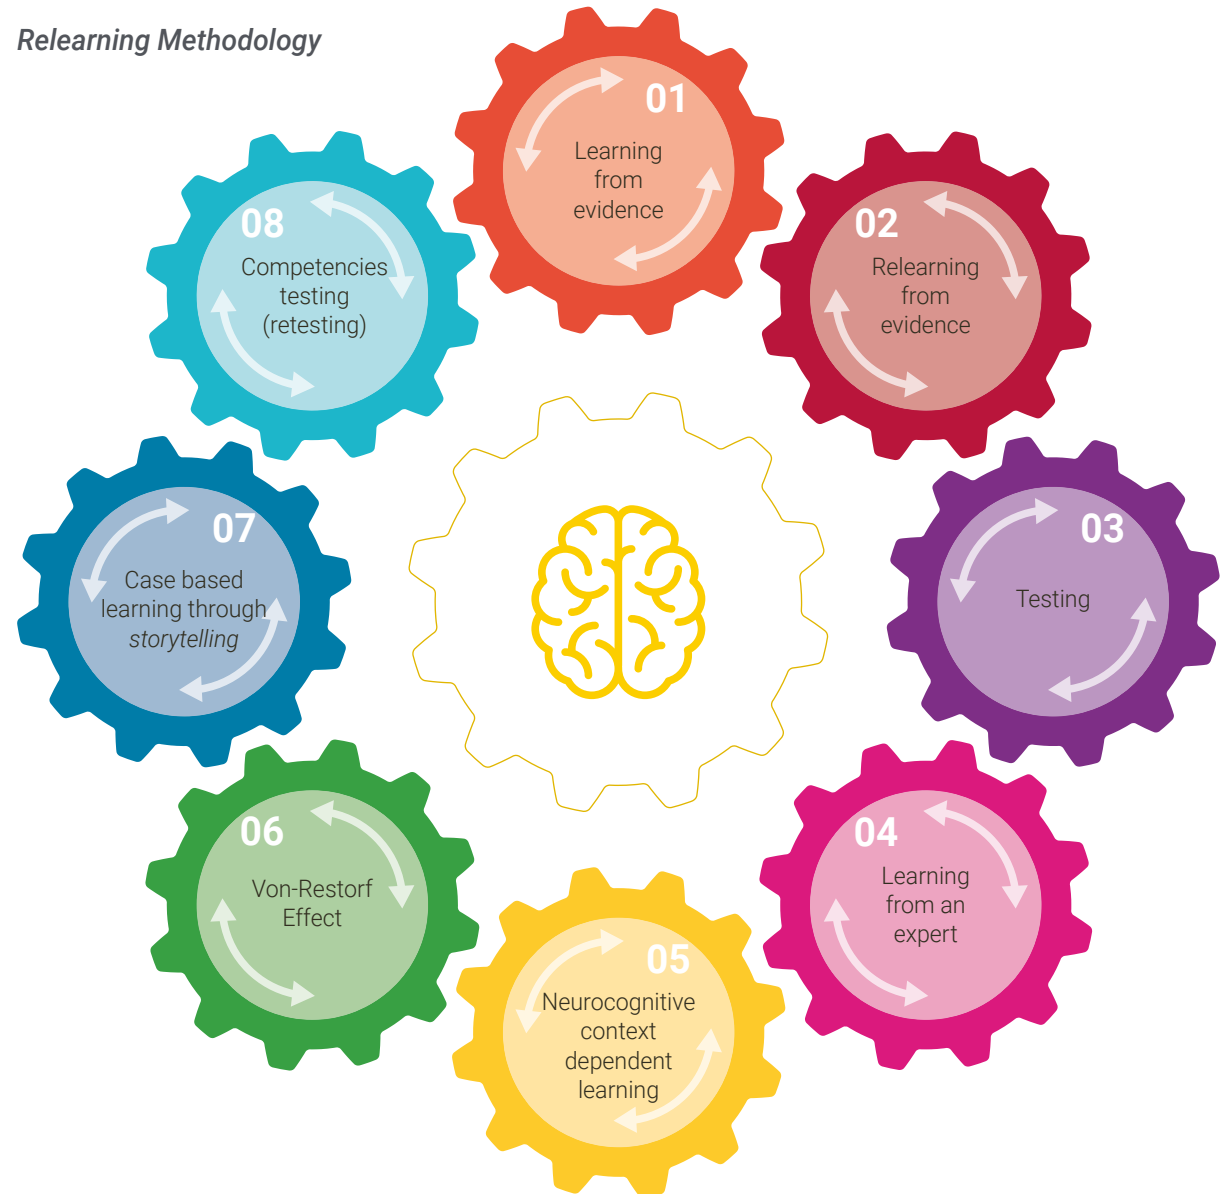 Relearning Methodology
01
Learning
from
evidence
02
Relearning
from
evidence
03
Testing
04
Learning
from an
expert
05
Neurocognitive
context
dependent
learning
06
Von-Restorf
Effect
07
Case based
learning through
storytelling
08
Competencies
testing
(retesting)